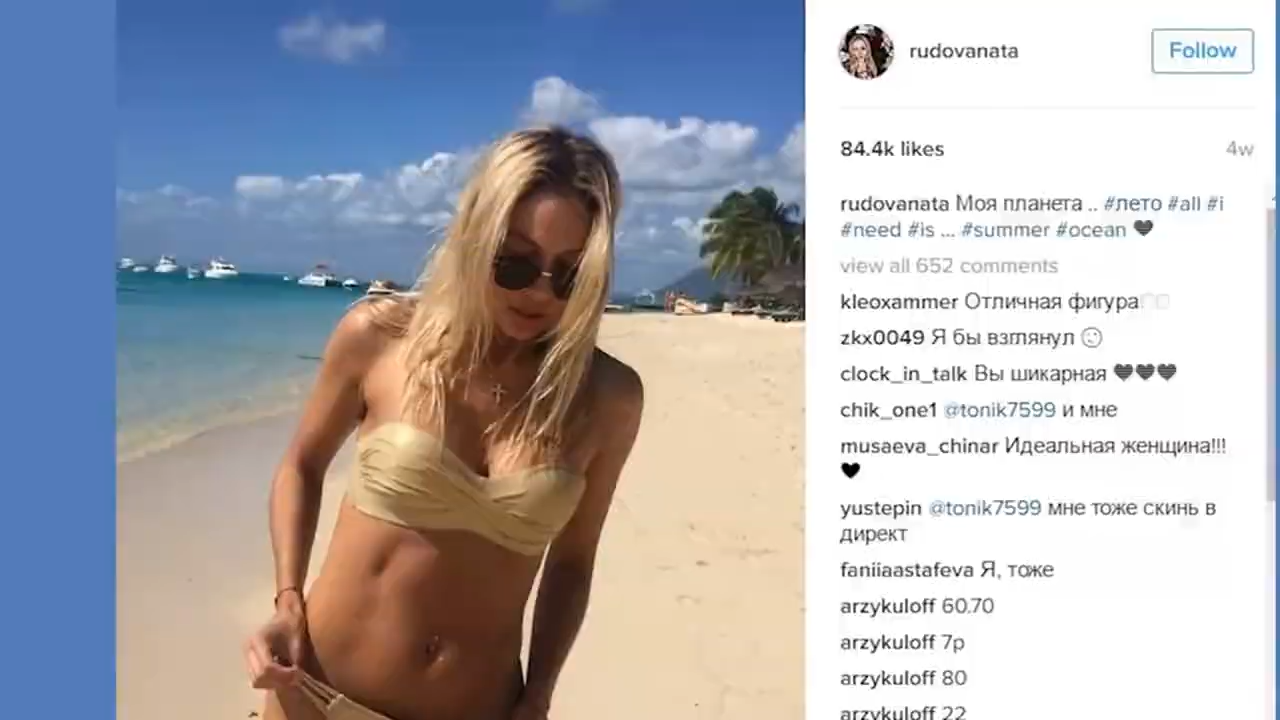 rudovanata
Follow
84.4k likes
4w
rudovanata Моя планета .. #лето #all #i
#need #is ... #summer #ocean 🖤
view all 652 comments
kleoxammer Отличная фигура
zkx0049 Я бы взглянул
clock_in_talk Вы шикарная 🖤🖤🖤
chik_one1 @tonik7599 и мне
musaeva_chinar Идеальная женщина!!!
🖤
yustepin @tonik7599 мне тоже скинь в
директ
faniiaastafeva Я, тоже
arzykuloff 60.70
arzykuloff 7p
arzykuloff 80
arzykuloff 22